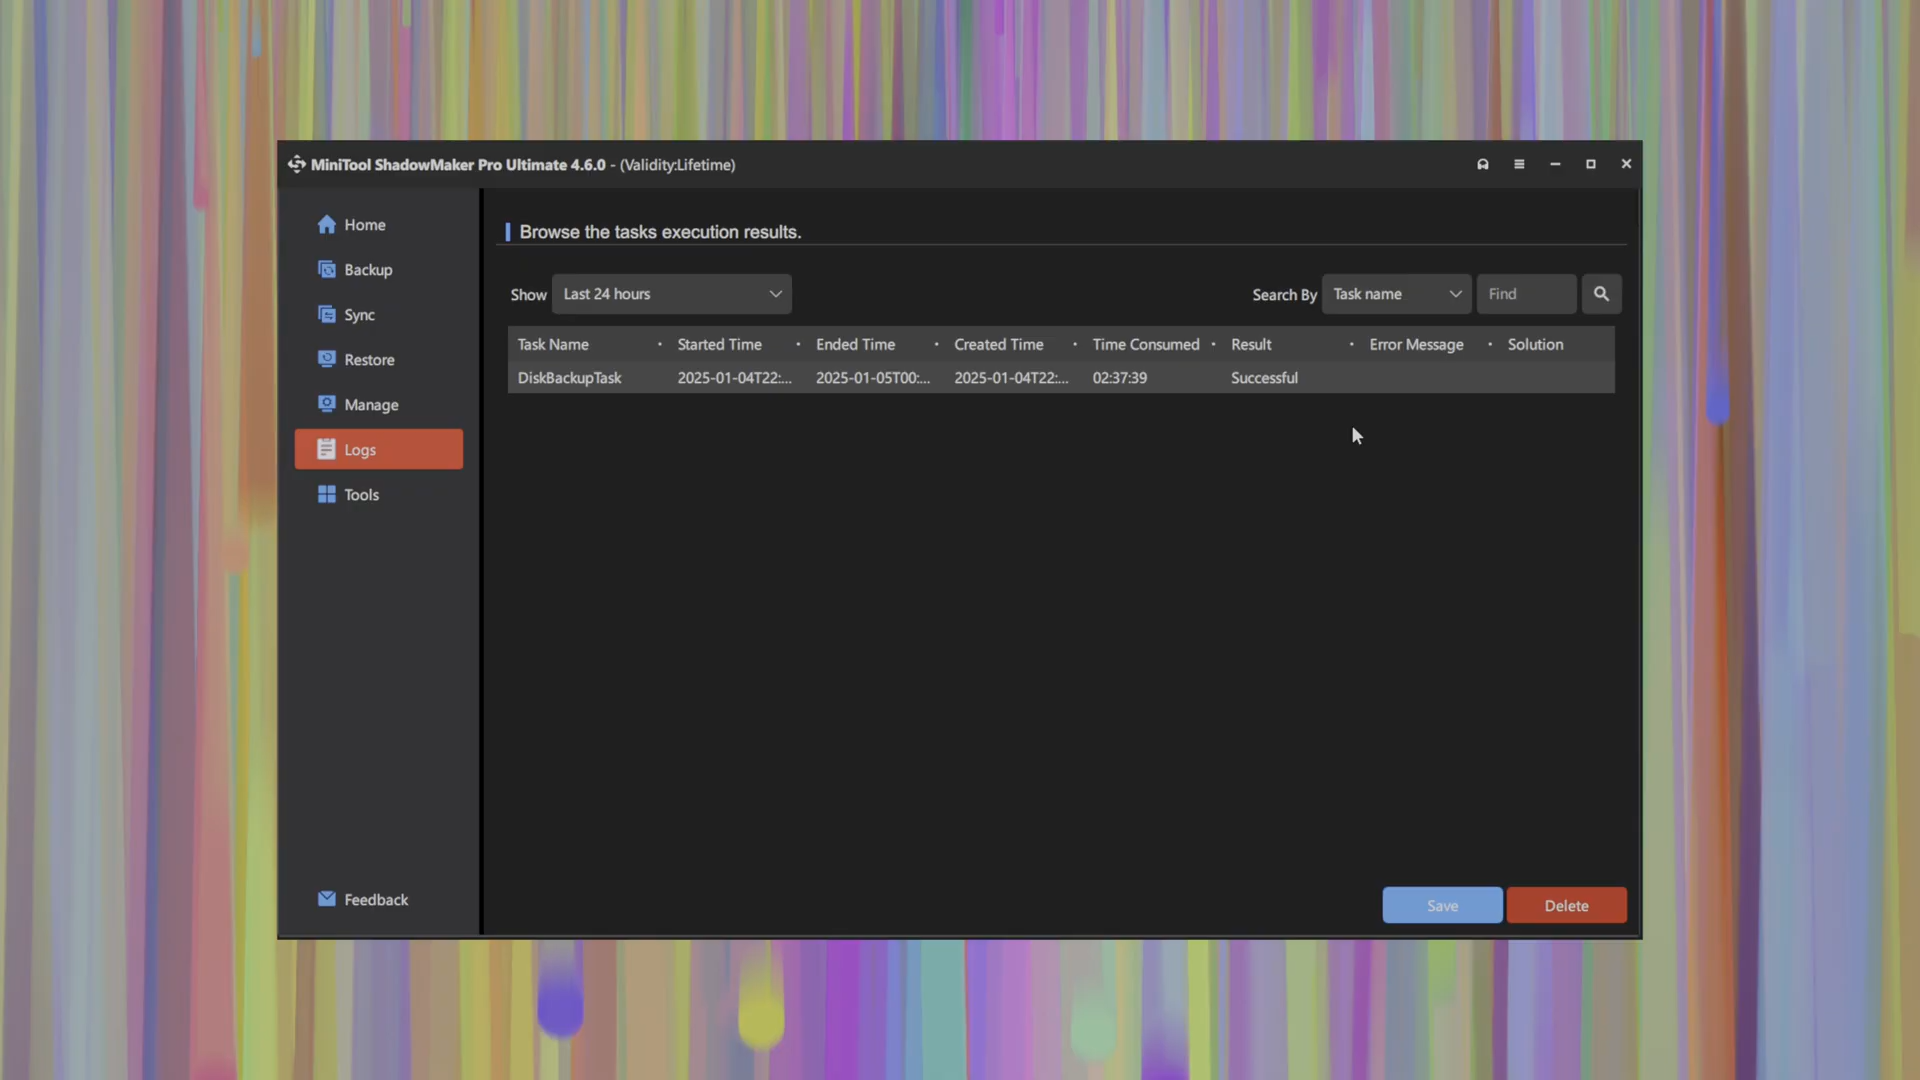 MiniTool ShadowMaker Pro Ultimate 4.6.0 - (Validity:Lifetime)
Home
Backup
Sync
Restore
Manage
Logs
Tools
Feedback
Browse the tasks execution results.
Show Last 24 hours Search By Task name Find
Task Name Started Time Ended Time Created Time Time Consumed Result Error Message Solution
DiskBackupTask 2025-01-04T22:... 2025-01-05T00:... 2025-01-04T22:... 02:37:39 Successful
Save Delete